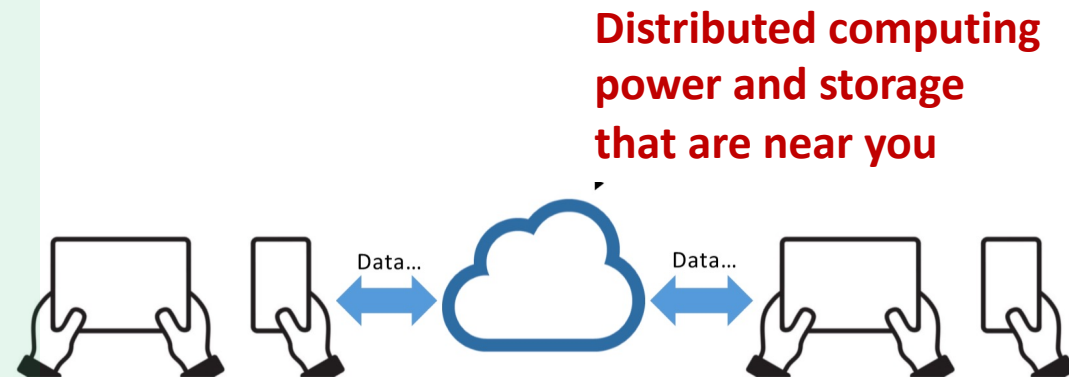 Distributed computing
power and storage
that are near you
Data...
Data...